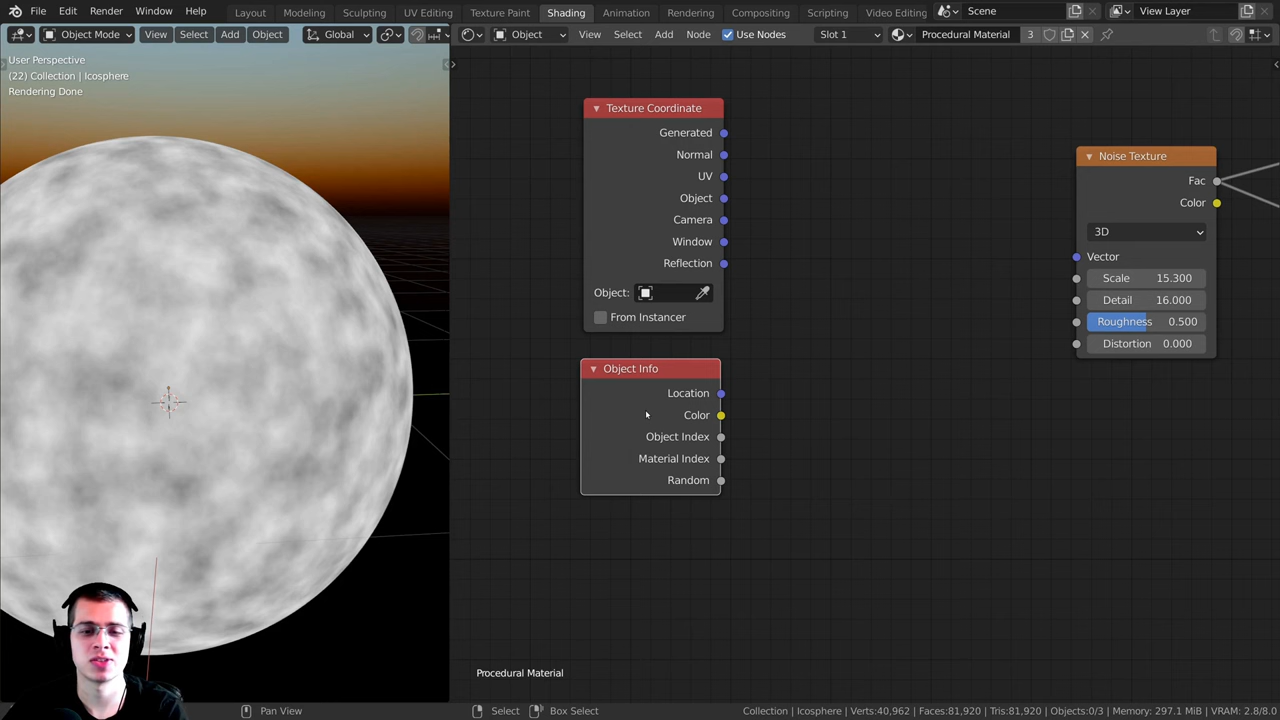 File Edit Render Window Help Layout Modeling Sculpting UV Editing Texture Paint Shading Animation Rendering Compositing Scripting Video Editing Scene View Layer
Object Mode View Select Add Object Global Object View Select Add Node Use Nodes Slot 1 Procedural Material 3
User Perspective
(22) Collection | Icosphere
Rendering Done
Texture Coordinate
Generated
Normal
UV
Object
Camera
Window
Reflection
Object:
From Instancer
Object Info
Location
Color
Object Index
Material Index
Random
Noise Texture
Fac
Color
3D
Vector
Scale 15.300
Detail 16.000
Roughness 0.500
Distortion 0.000
Procedural Material
Pan View Select Box Select Collection | Icosphere | Verts:40,962 | Faces:81,920 | Tris:81,920 | Objects:0/3 | Memory: 297.1 MiB | VRAM: 2.8/8.0